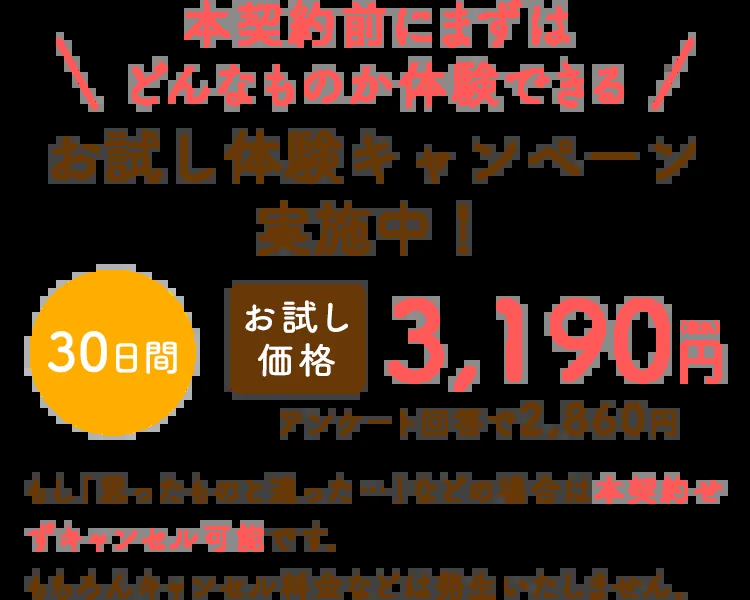 本契約前にまずは
どんなものか体験できる
お試し体験キャンペーン
実施中！
30日間
お試し
価格
3,190円
アンケート回答で2,860円
もし「思ったものと違った…」などの場合は本契約せ
ずキャンセル可能です。
もちろんキャンセル料金などは発生いたしません。